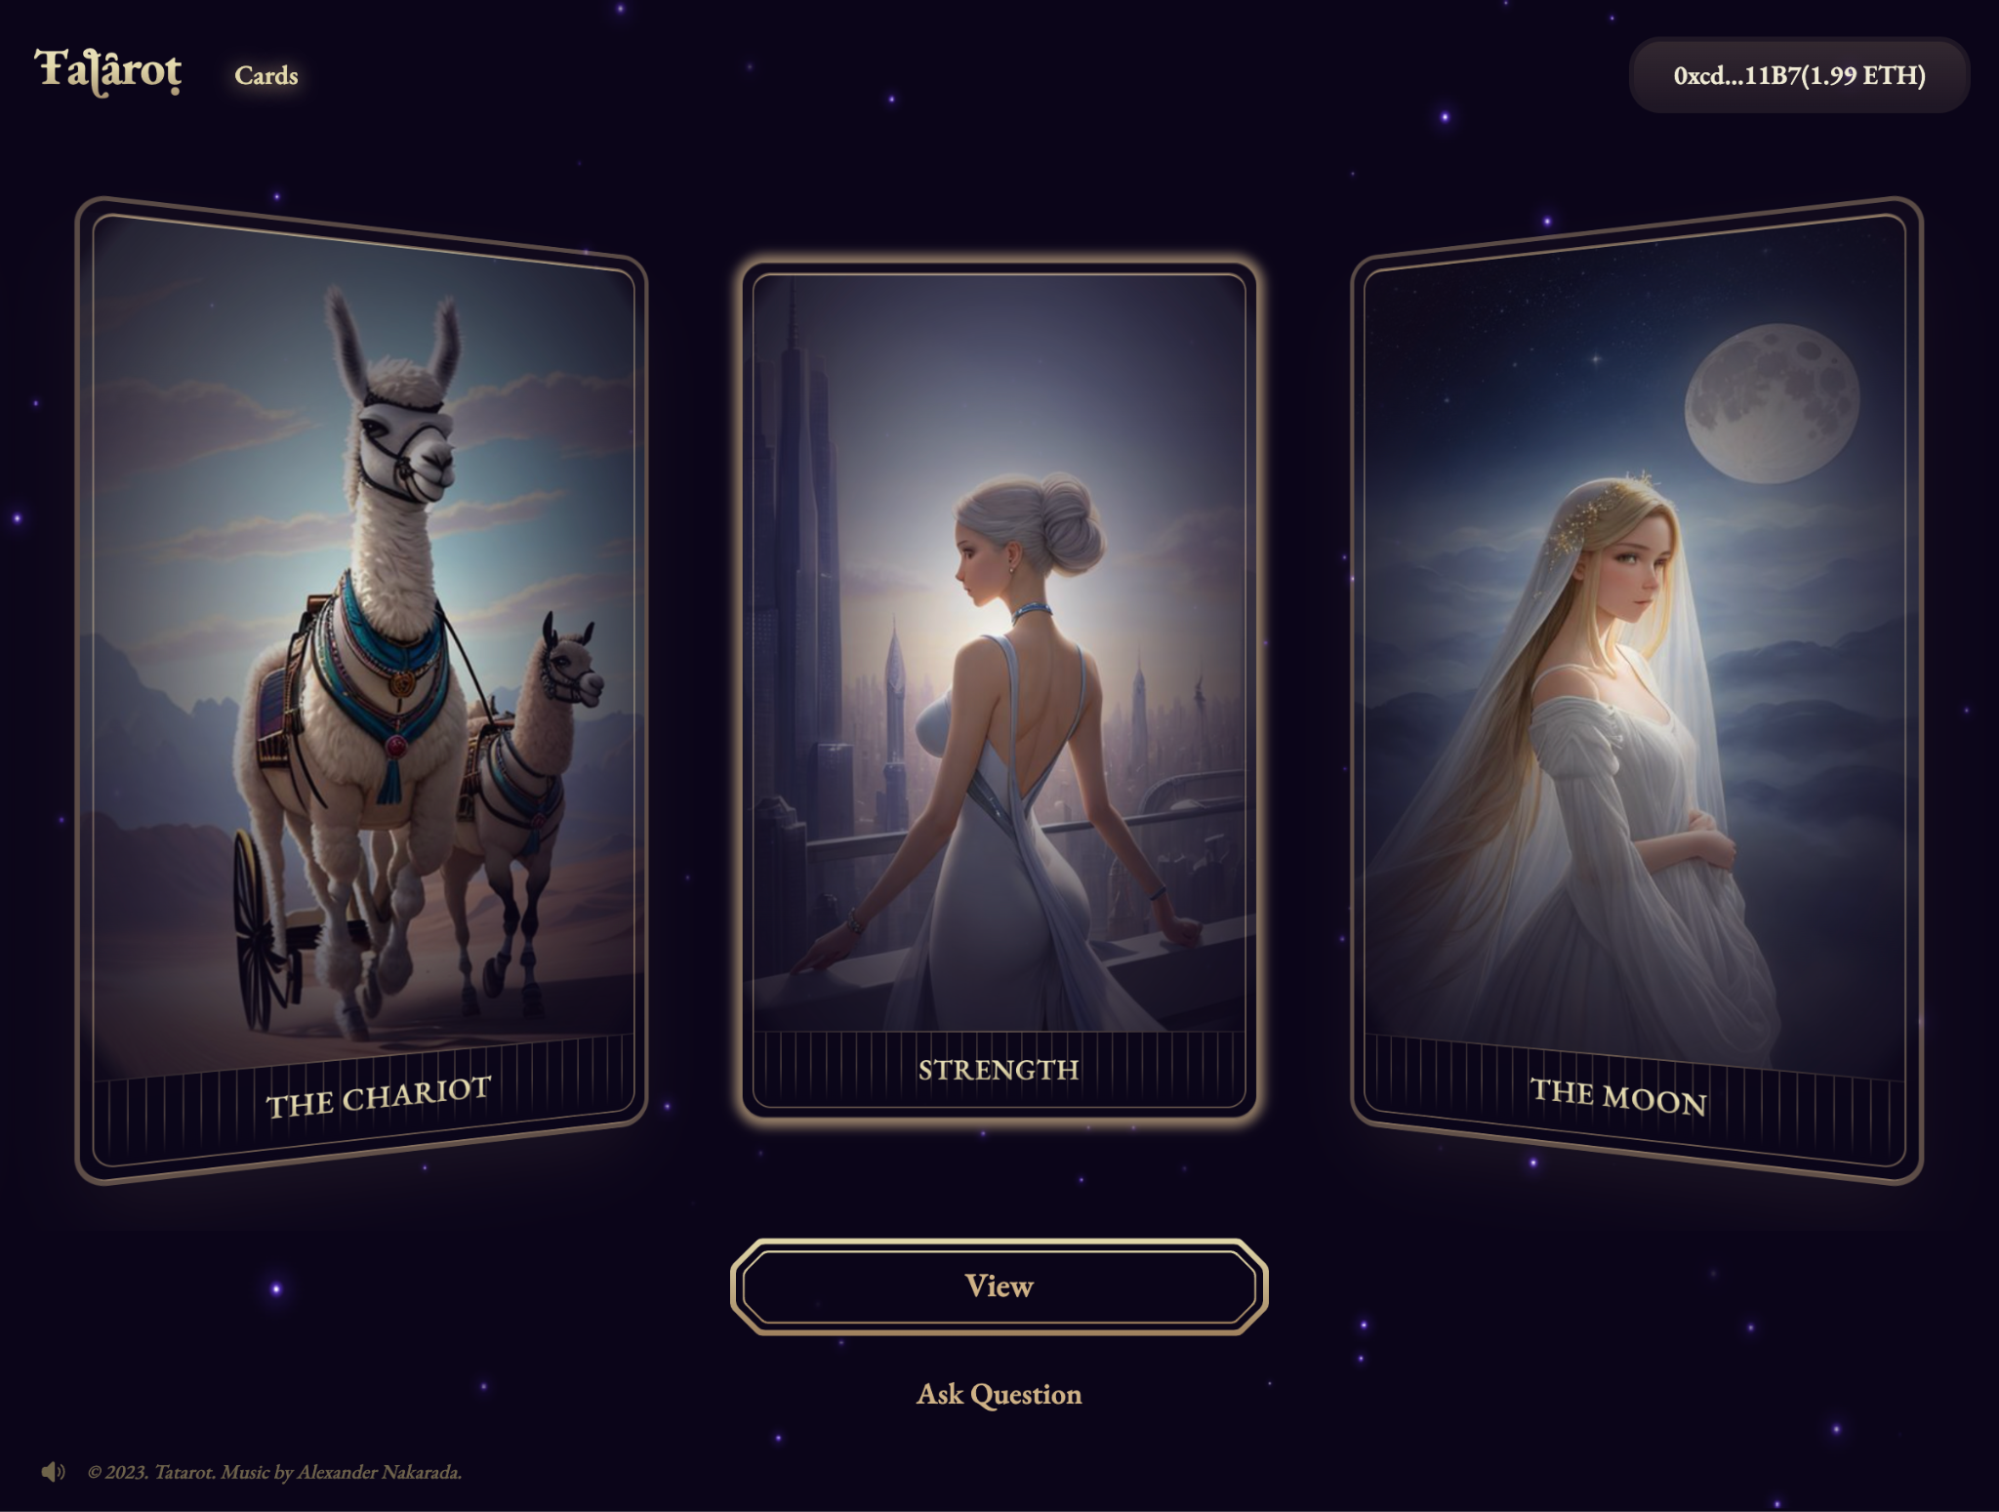 Tatarot
Cards
0xcd...11B7(1.99 ETH)
THE CHARIOT
STRENGTH
THE MOON
View
Ask Question
© 2023. Tatarot. Music by Alexander Nakarada.